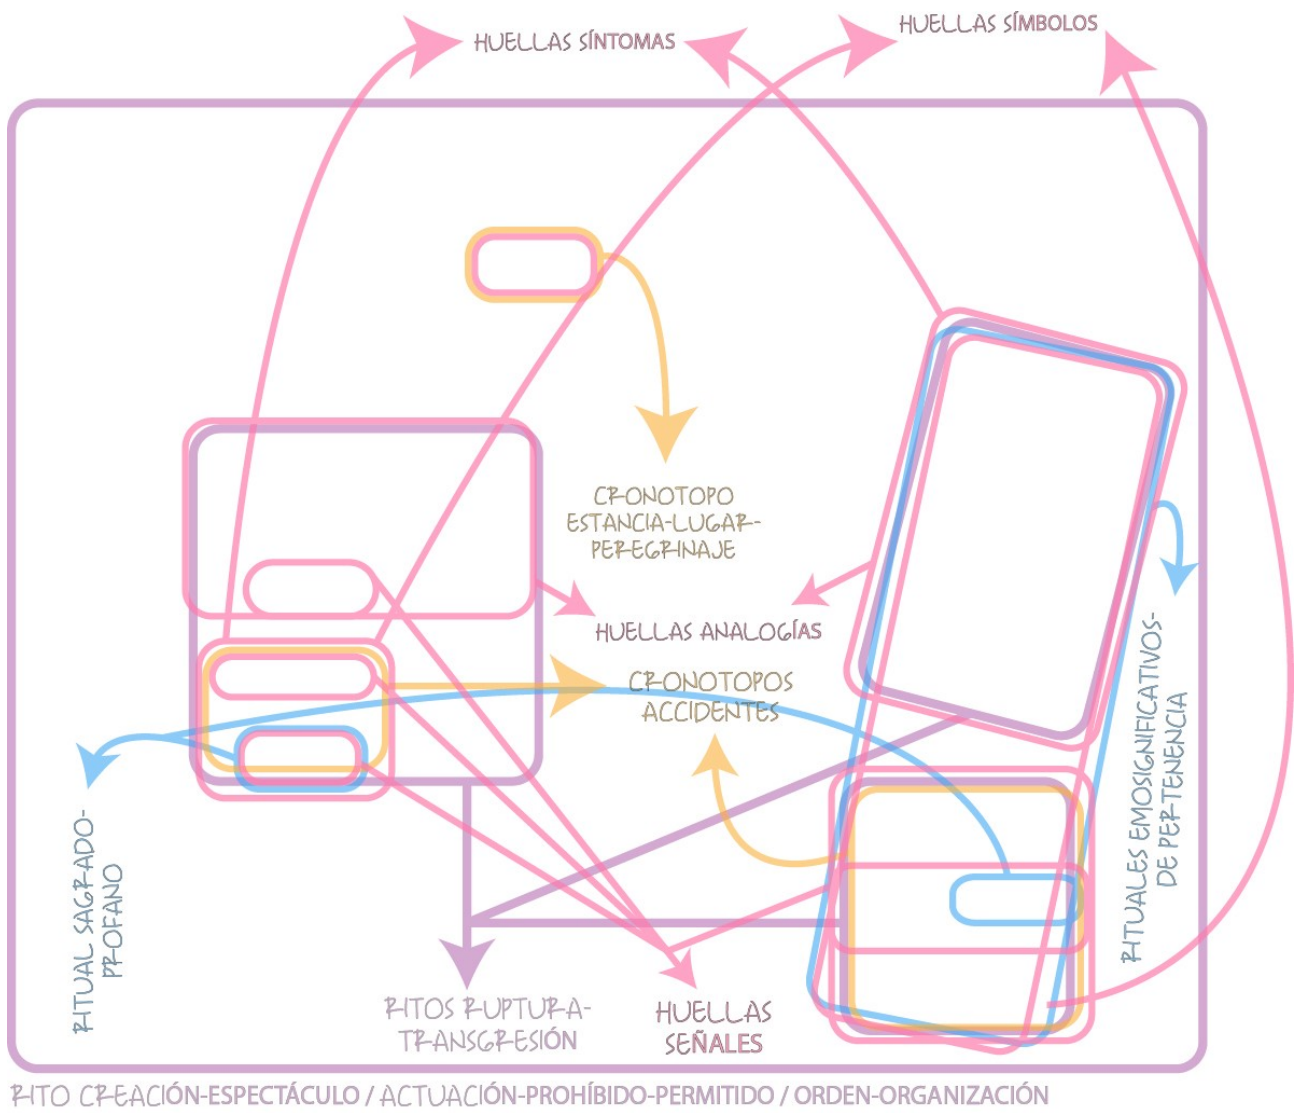 HUELLAS SÍNTOMAS
HUELLAS SÍMBOLOS
CRONOTOPO
ESTANCIA-LUGAR-
PEREGRINAJE
HUELLAS ANALOGÍAS
CRONOTOPOS
ACCIDENTES
RITUALES EMOSIGNIFICATIVOS-
DE PERTENENCIA
RITUAL SAGRADO-
PROFANO
RITOS RUPTURA-
TRANSGRESIÓN
HUELLAS
SEÑALES
RITO CREACIÓN-ESPECTÁCULO / ACTUACIÓN-PROHÍBIDO-PERMITIDO / ORDEN-ORGANIZACIÓN